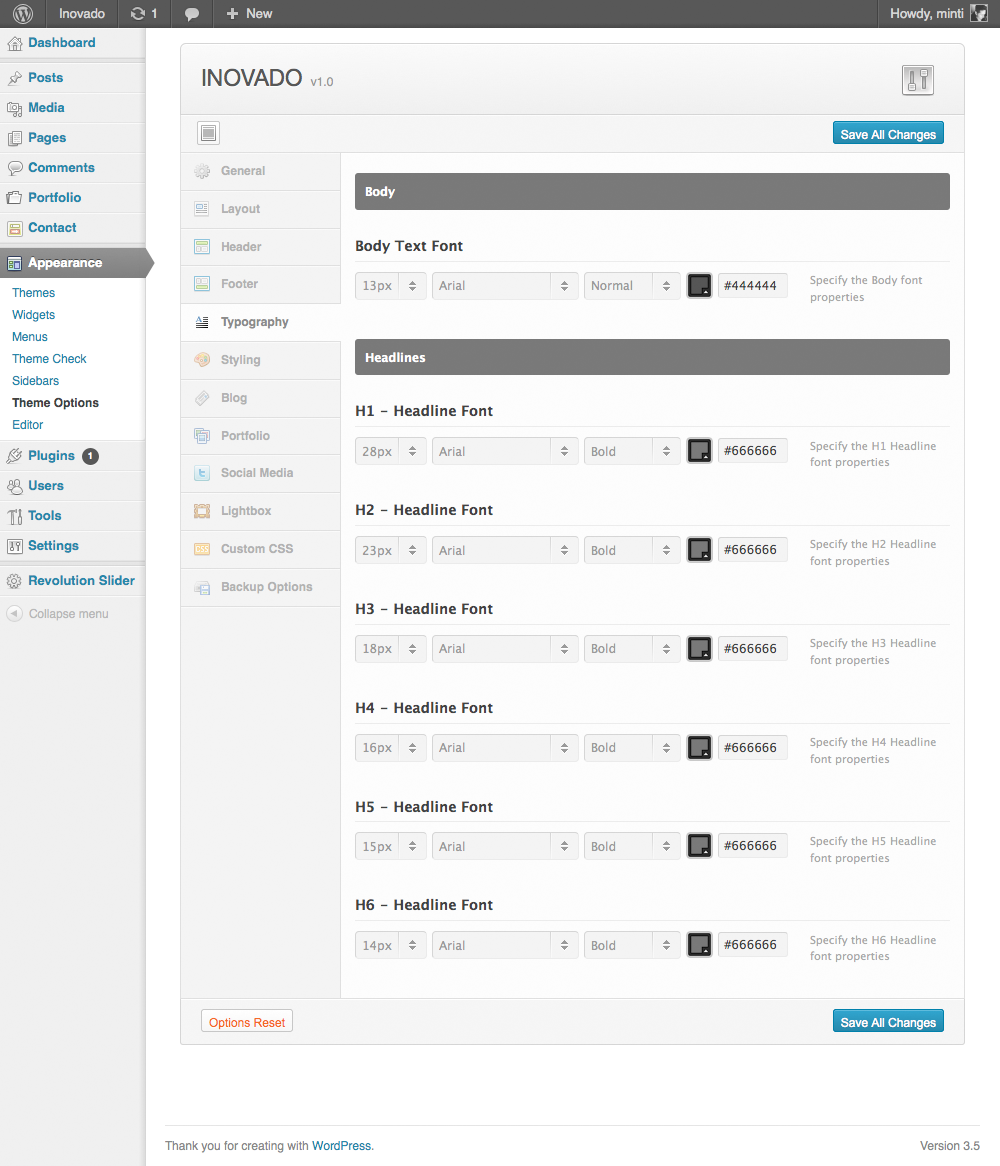 Inovado 1 + New Howdy, minti
Dashboard
Posts
Media
Pages
Comments
Portfolio
Contact
Appearance
Themes
Widgets
Menus
Theme Check
Sidebars
Theme Options
Editor
Plugins 1
Users
Tools
Settings
Revolution Slider
Collapse menu
INOVADO v1.0
Save All Changes
General
Layout
Header
Footer
Typography
Styling
Blog
Portfolio
Social Media
Lightbox
Custom CSS
Backup Options
Body
Body Text Font
13px Arial Normal #444444
Specify the Body font
properties
Headlines
H1 – Headline Font
28px Arial Bold #666666
Specify the H1 Headline
font properties
H2 – Headline Font
23px Arial Bold #666666
Specify the H2 Headline
font properties
H3 – Headline Font
18px Arial Bold #666666
Specify the H3 Headline
font properties
H4 – Headline Font
16px Arial Bold #666666
Specify the H4 Headline
font properties
H5 – Headline Font
15px Arial Bold #666666
Specify the H5 Headline
font properties
H6 – Headline Font
14px Arial Bold #666666
Specify the H6 Headline
font properties
Options Reset
Save All Changes
Thank you for creating with WordPress.
Version 3.5